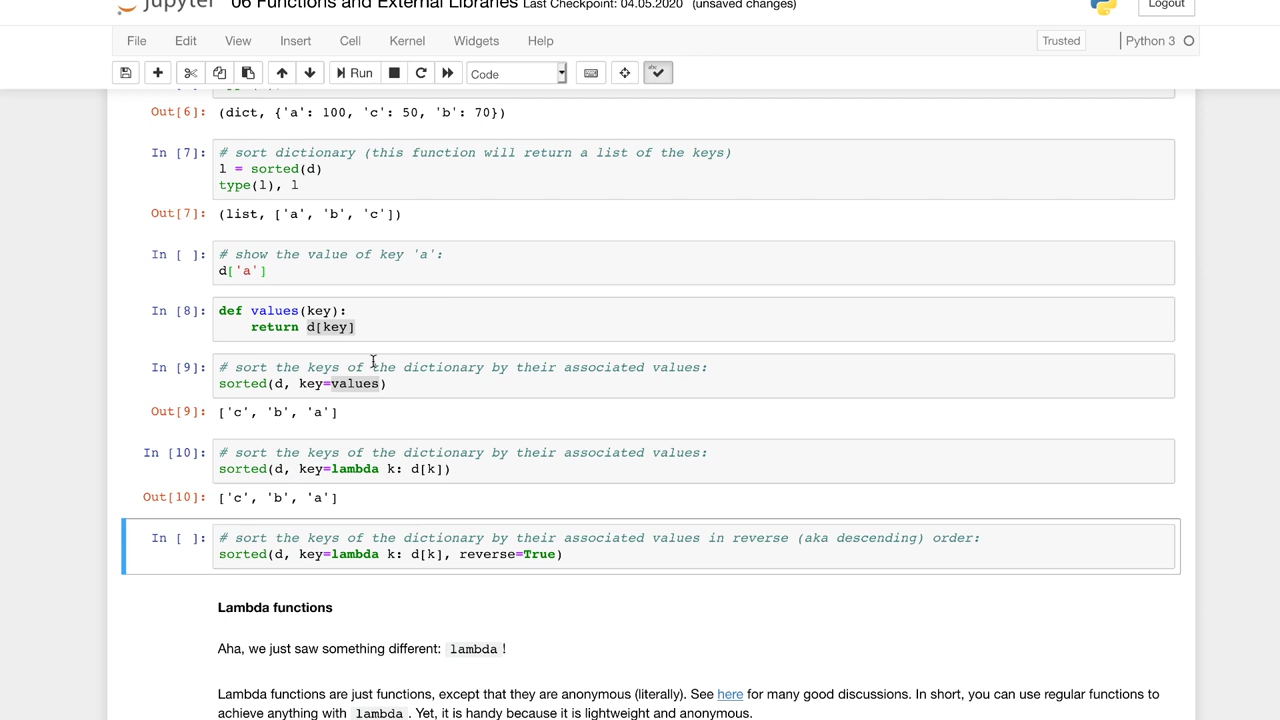 jupyter 06 Functions and External Libraries Last Checkpoint: 04.05.2020 (unsaved changes) Logout
File Edit View Insert Cell Kernel Widgets Help Trusted Python 3
Run Code
Out[6]: (dict, {'a': 100, 'c': 50, 'b': 70})
In [7]: # sort dictionary (this function will return a list of the keys)
l = sorted(d)
type(l), l
Out[7]: (list, ['a', 'b', 'c'])
In [ ]: # show the value of key 'a':
d['a']
In [8]: def values(key):
return d[key]
In [9]: # sort the keys of the dictionary by their associated values:
sorted(d, key=values)
Out[9]: ['c', 'b', 'a']
In [10]: # sort the keys of the dictionary by their associated values:
sorted(d, key=lambda k: d[k])
Out[10]: ['c', 'b', 'a']
In [ ]: # sort the keys of the dictionary by their associated values in reverse (aka descending) order:
sorted(d, key=lambda k: d[k], reverse=True)
Lambda functions
Aha, we just saw something different: lambda !
Lambda functions are just functions, except that they are anonymous (literally). See here for many good discussions. In short, you can use regular functions to
achieve anything with lambda . Yet, it is handy because it is lightweight and anonymous.